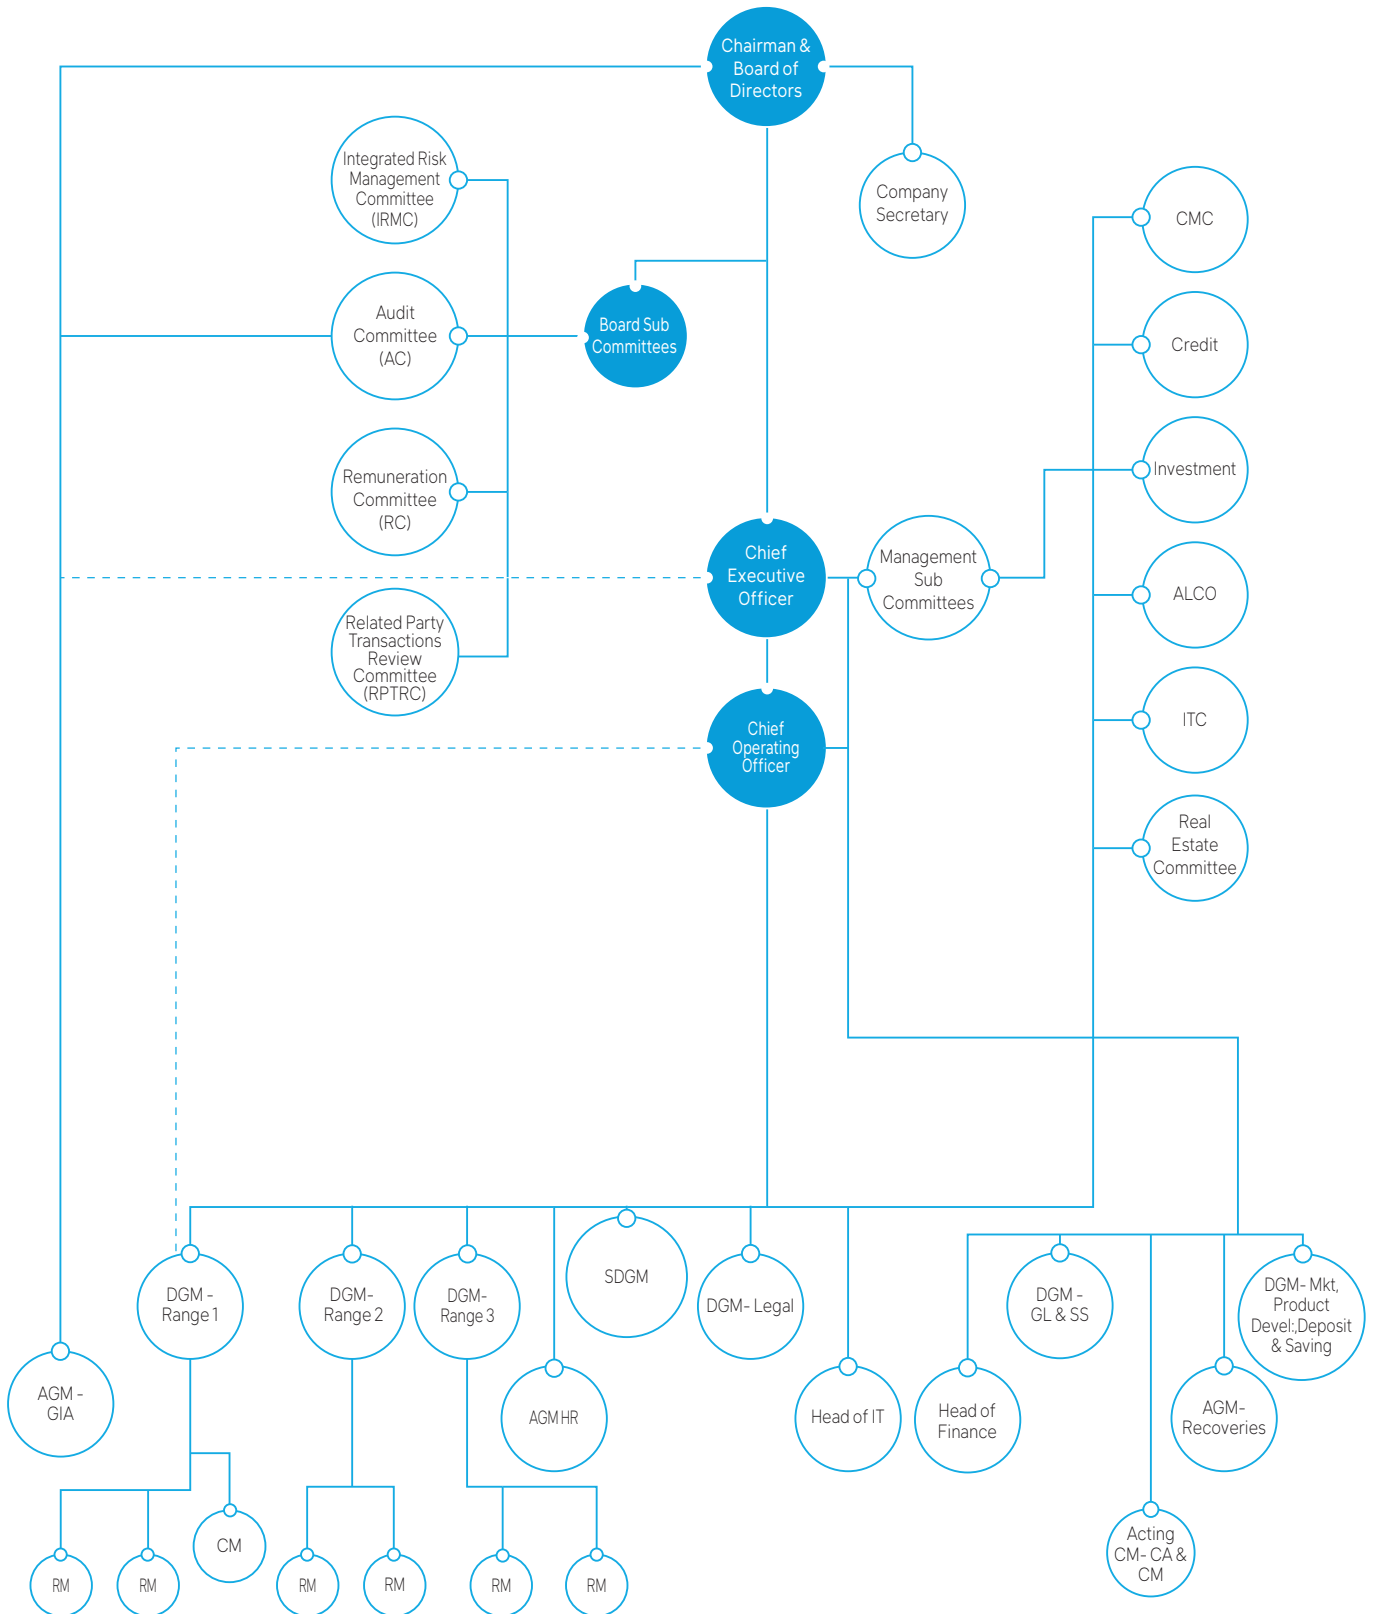 Chairman &
Board of
Directors
Integrated Risk
Management
Committee
(IRMC)
Company
Secretary
CMC
Audit
Committee
(AC)
Board Sub
Committees
Credit
Remuneration
Committee
(RC)
Investment
Chief
Executive
Officer
Management
Sub
Committees
ALCO
Related Party
Transactions
Review
Committee
(RPTRC)
Chief
Operating
Officer
ITC
Real
Estate
Committee
DGM -
Range 1
DGM-
Range 2
DGM-
Range 3
SDGM
DGM- Legal
DGM -
GL & SS
DGM- Mkt,
Product
Devel:,Deposit
& Saving
AGM -
GIA
AGM HR
Head of IT
Head of
Finance
AGM-
Recoveries
CM
Acting
CM- CA &
CM
RM
RM
RM
RM
RM
RM